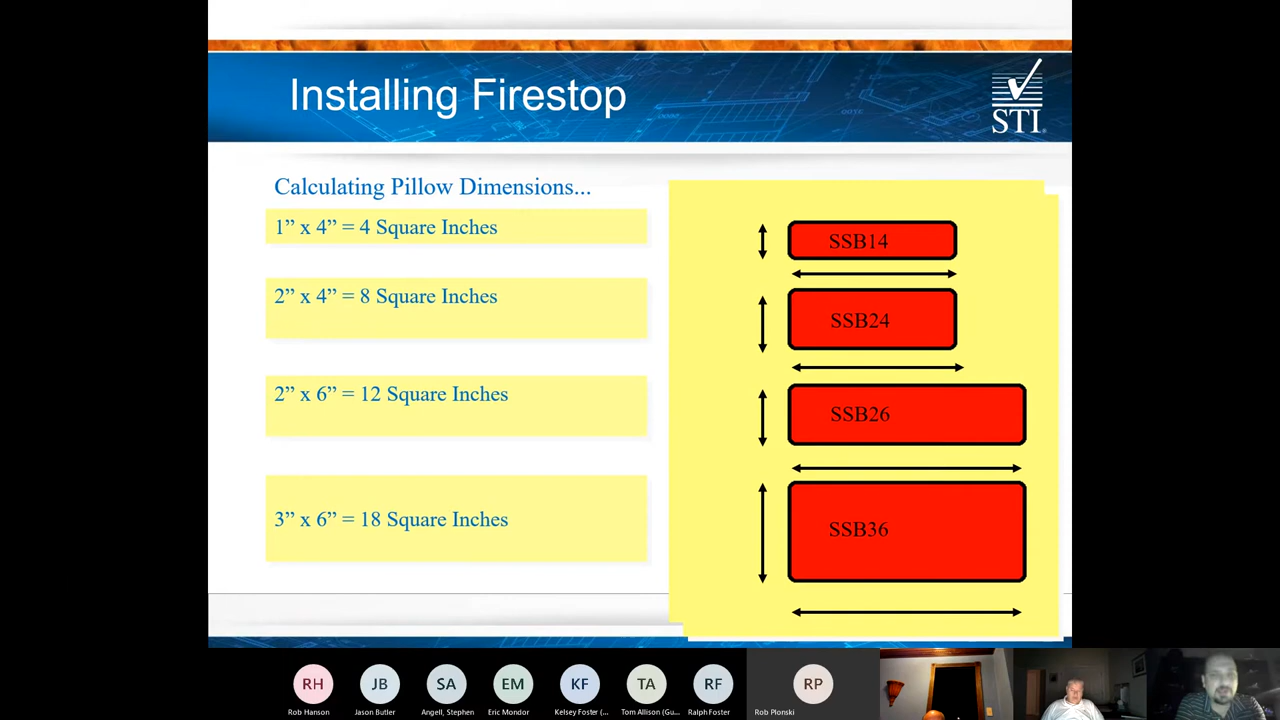 Installing Firestop
STI
Calculating Pillow Dimensions...
1” x 4” = 4 Square Inches
2” x 4” = 8 Square Inches
2” x 6” = 12 Square Inches
3” x 6” = 18 Square Inches
SSB14
SSB24
SSB26
SSB36
RH
JB
SA
EM
KF
TA
RF
RP
Rob Hanson
Jason Butler
Angell, Stephen
Eric Mondor
Kelsey Foster (...
Tom Allison (Gu...
Ralph Foster
Rob Plonski